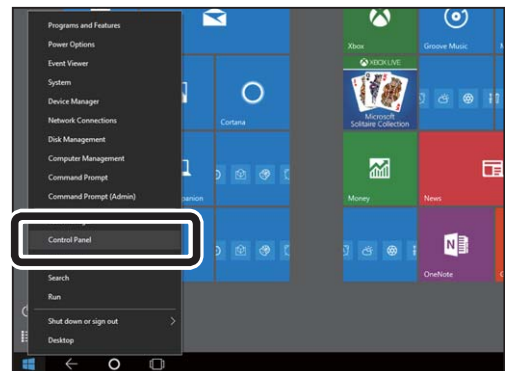 Programs and Features
Power Options
Event Viewer
System
Device Manager
Network Connections
Disk Management
Computer Management
Command Prompt
Command Prompt (Admin)
Control Panel
Search
Run
Shut down or sign out
Desktop
Cortana
Xbox
Groove Music
XBOX LIVE
Microsoft
Solitaire Collection
Money
News
OneNote